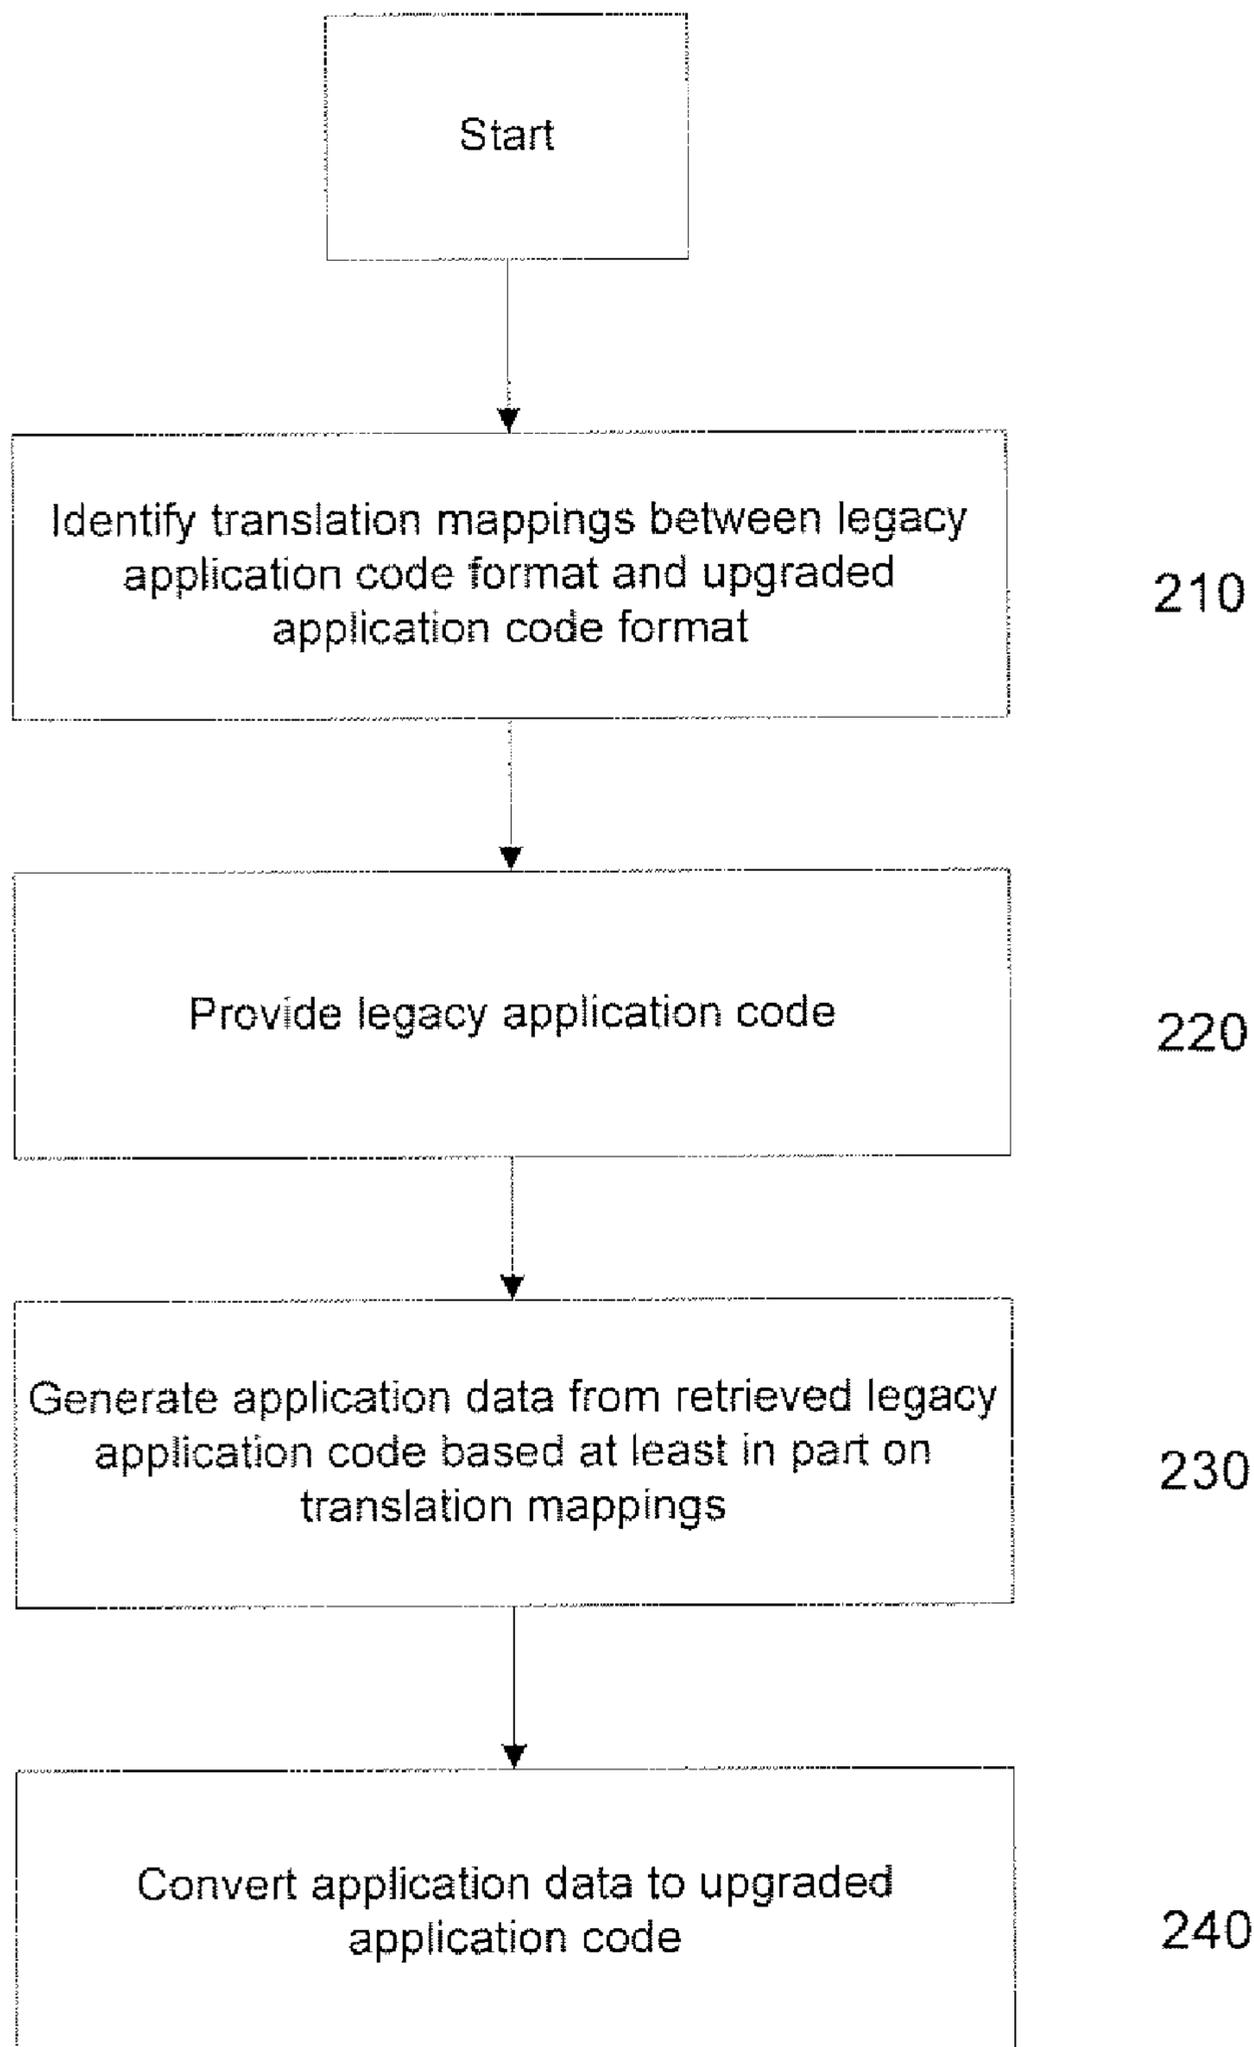 Start
Identify translation mappings between legacy
application code format and upgraded
application code format
210
Provide legacy application code
220
Generate application data from retrieved legacy
application code based at least in part on
translation mappings
230
Convert application data to upgraded
application code
240